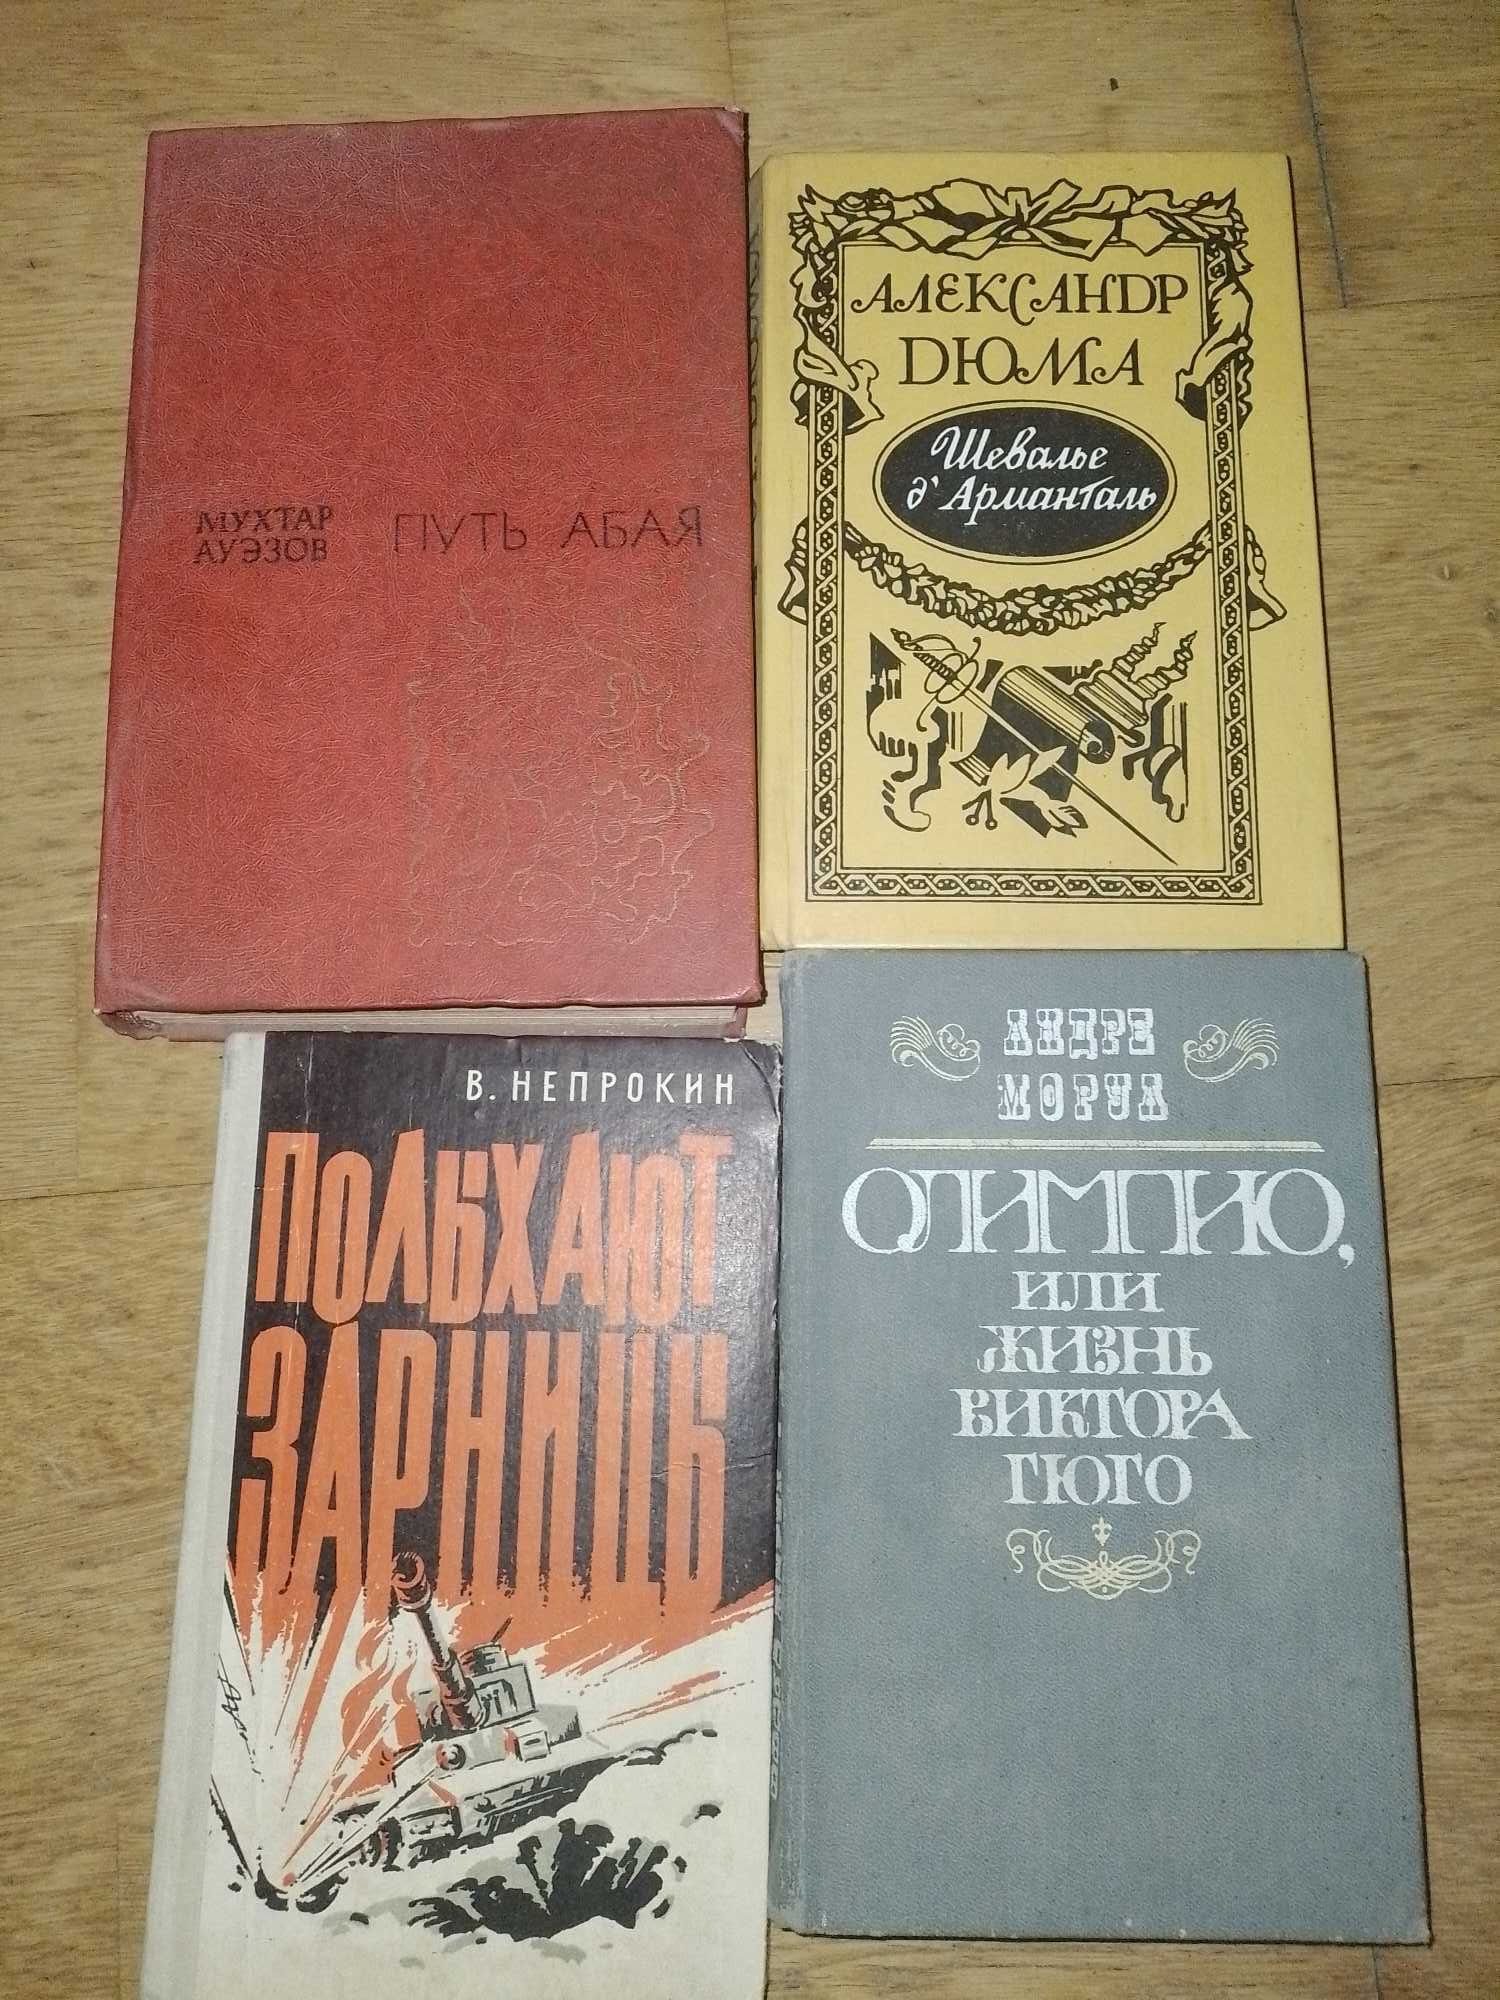 МУХТАР
АУЭЗОВ
ПУТЬ АБАЯ
АЛЕКСАНДР
ДЮМА
Шевалье
д'Арманталь
В. НЕПРОКИН
ПОЛЫХАЮТ
ЗАРНИЦЫ
АНДРЕ
МОРУА
ОЛИМПИО,
ИЛИ
ЖИЗНЬ
ВИКТОРА
ГЮГО